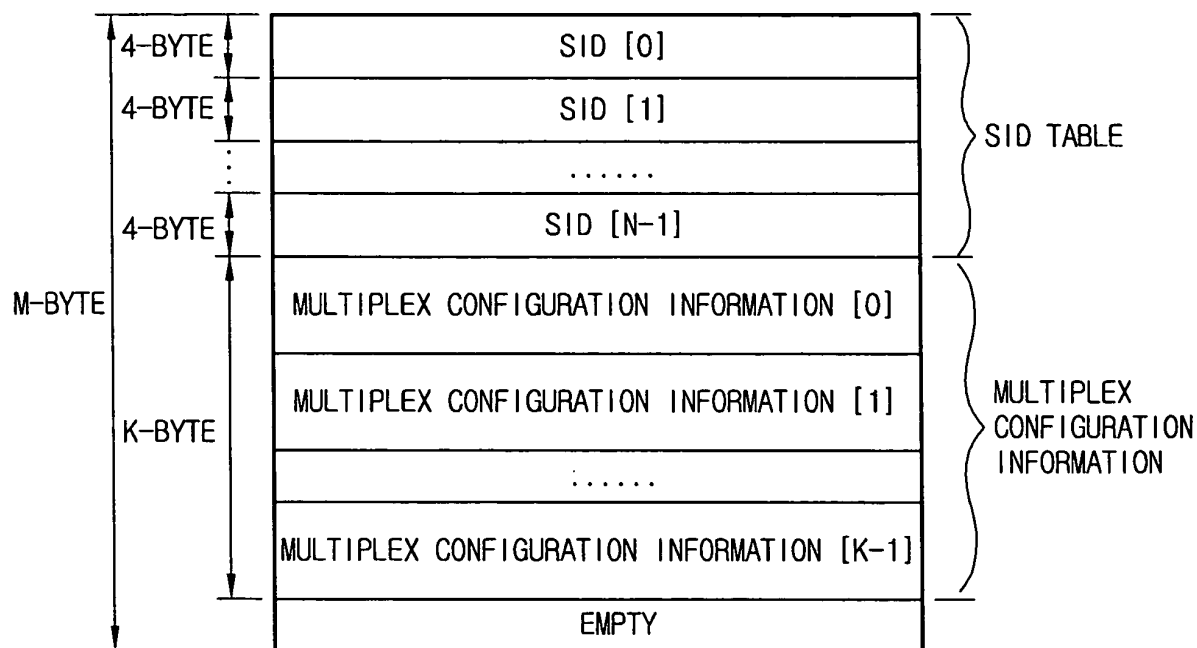 4-BYTE
SID [0]
4-BYTE
SID [1]
SID TABLE
......
4-BYTE
SID [N-1]
M-BYTE
MULTIPLEX CONFIGURATION INFORMATION [0]
K-BYTE
MULTIPLEX CONFIGURATION INFORMATION [1]
MULTIPLEX
CONFIGURATION
INFORMATION
......
MULTIPLEX CONFIGURATION INFORMATION [K-1]
EMPTY